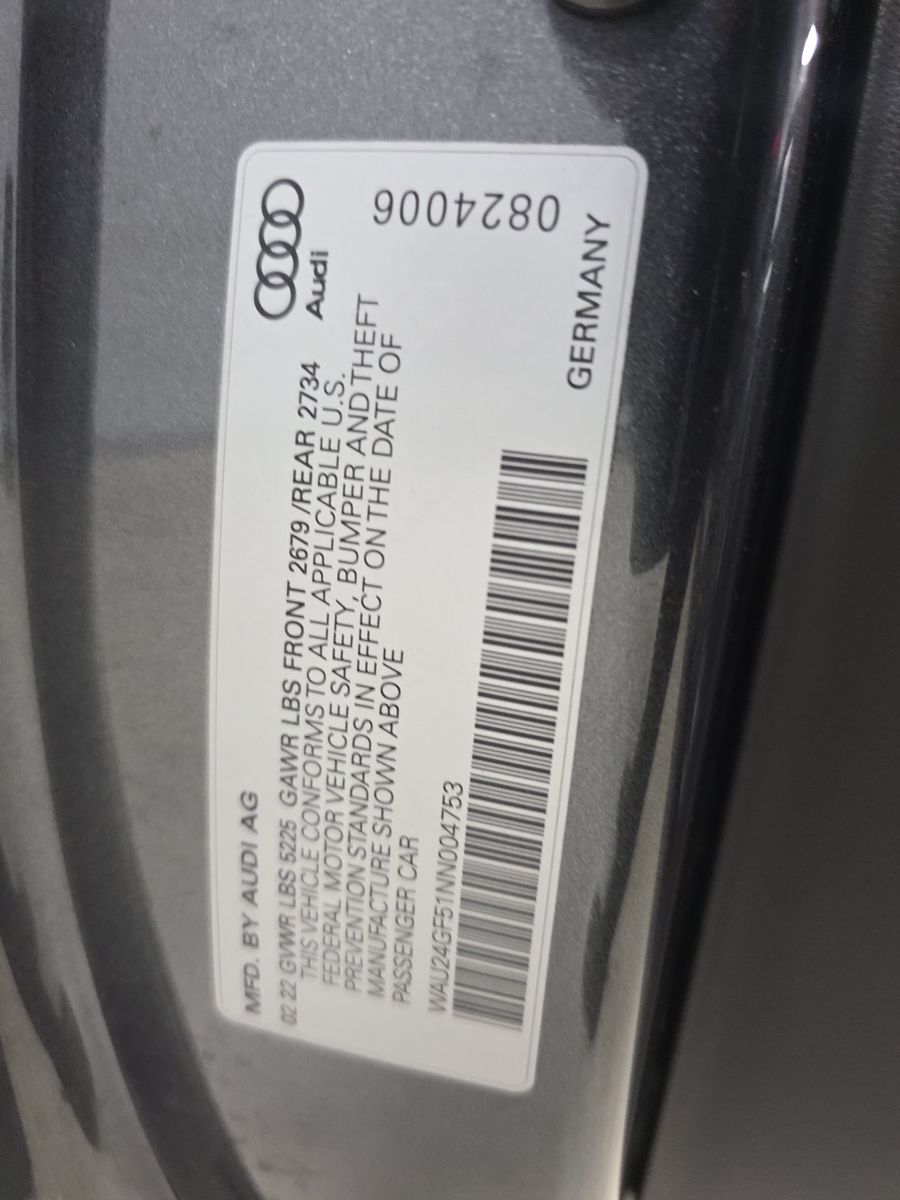 MFD. BY AUDI AG
Audi
02 22 GVWR LBS 5225 GAWR LBS FRONT 2679 /REAR 2734
THIS VEHICLE CONFORMS TO ALL APPLICABLE U.S.
FEDERAL MOTOR VEHICLE SAFETY, BUMPER AND THEFT
PREVENTION STANDARDS IN EFFECT ON THE DATE OF
MANUFACTURE SHOWN ABOVE
PASSENGER CAR
0824006
WAU24GF51NN004753
GERMANY